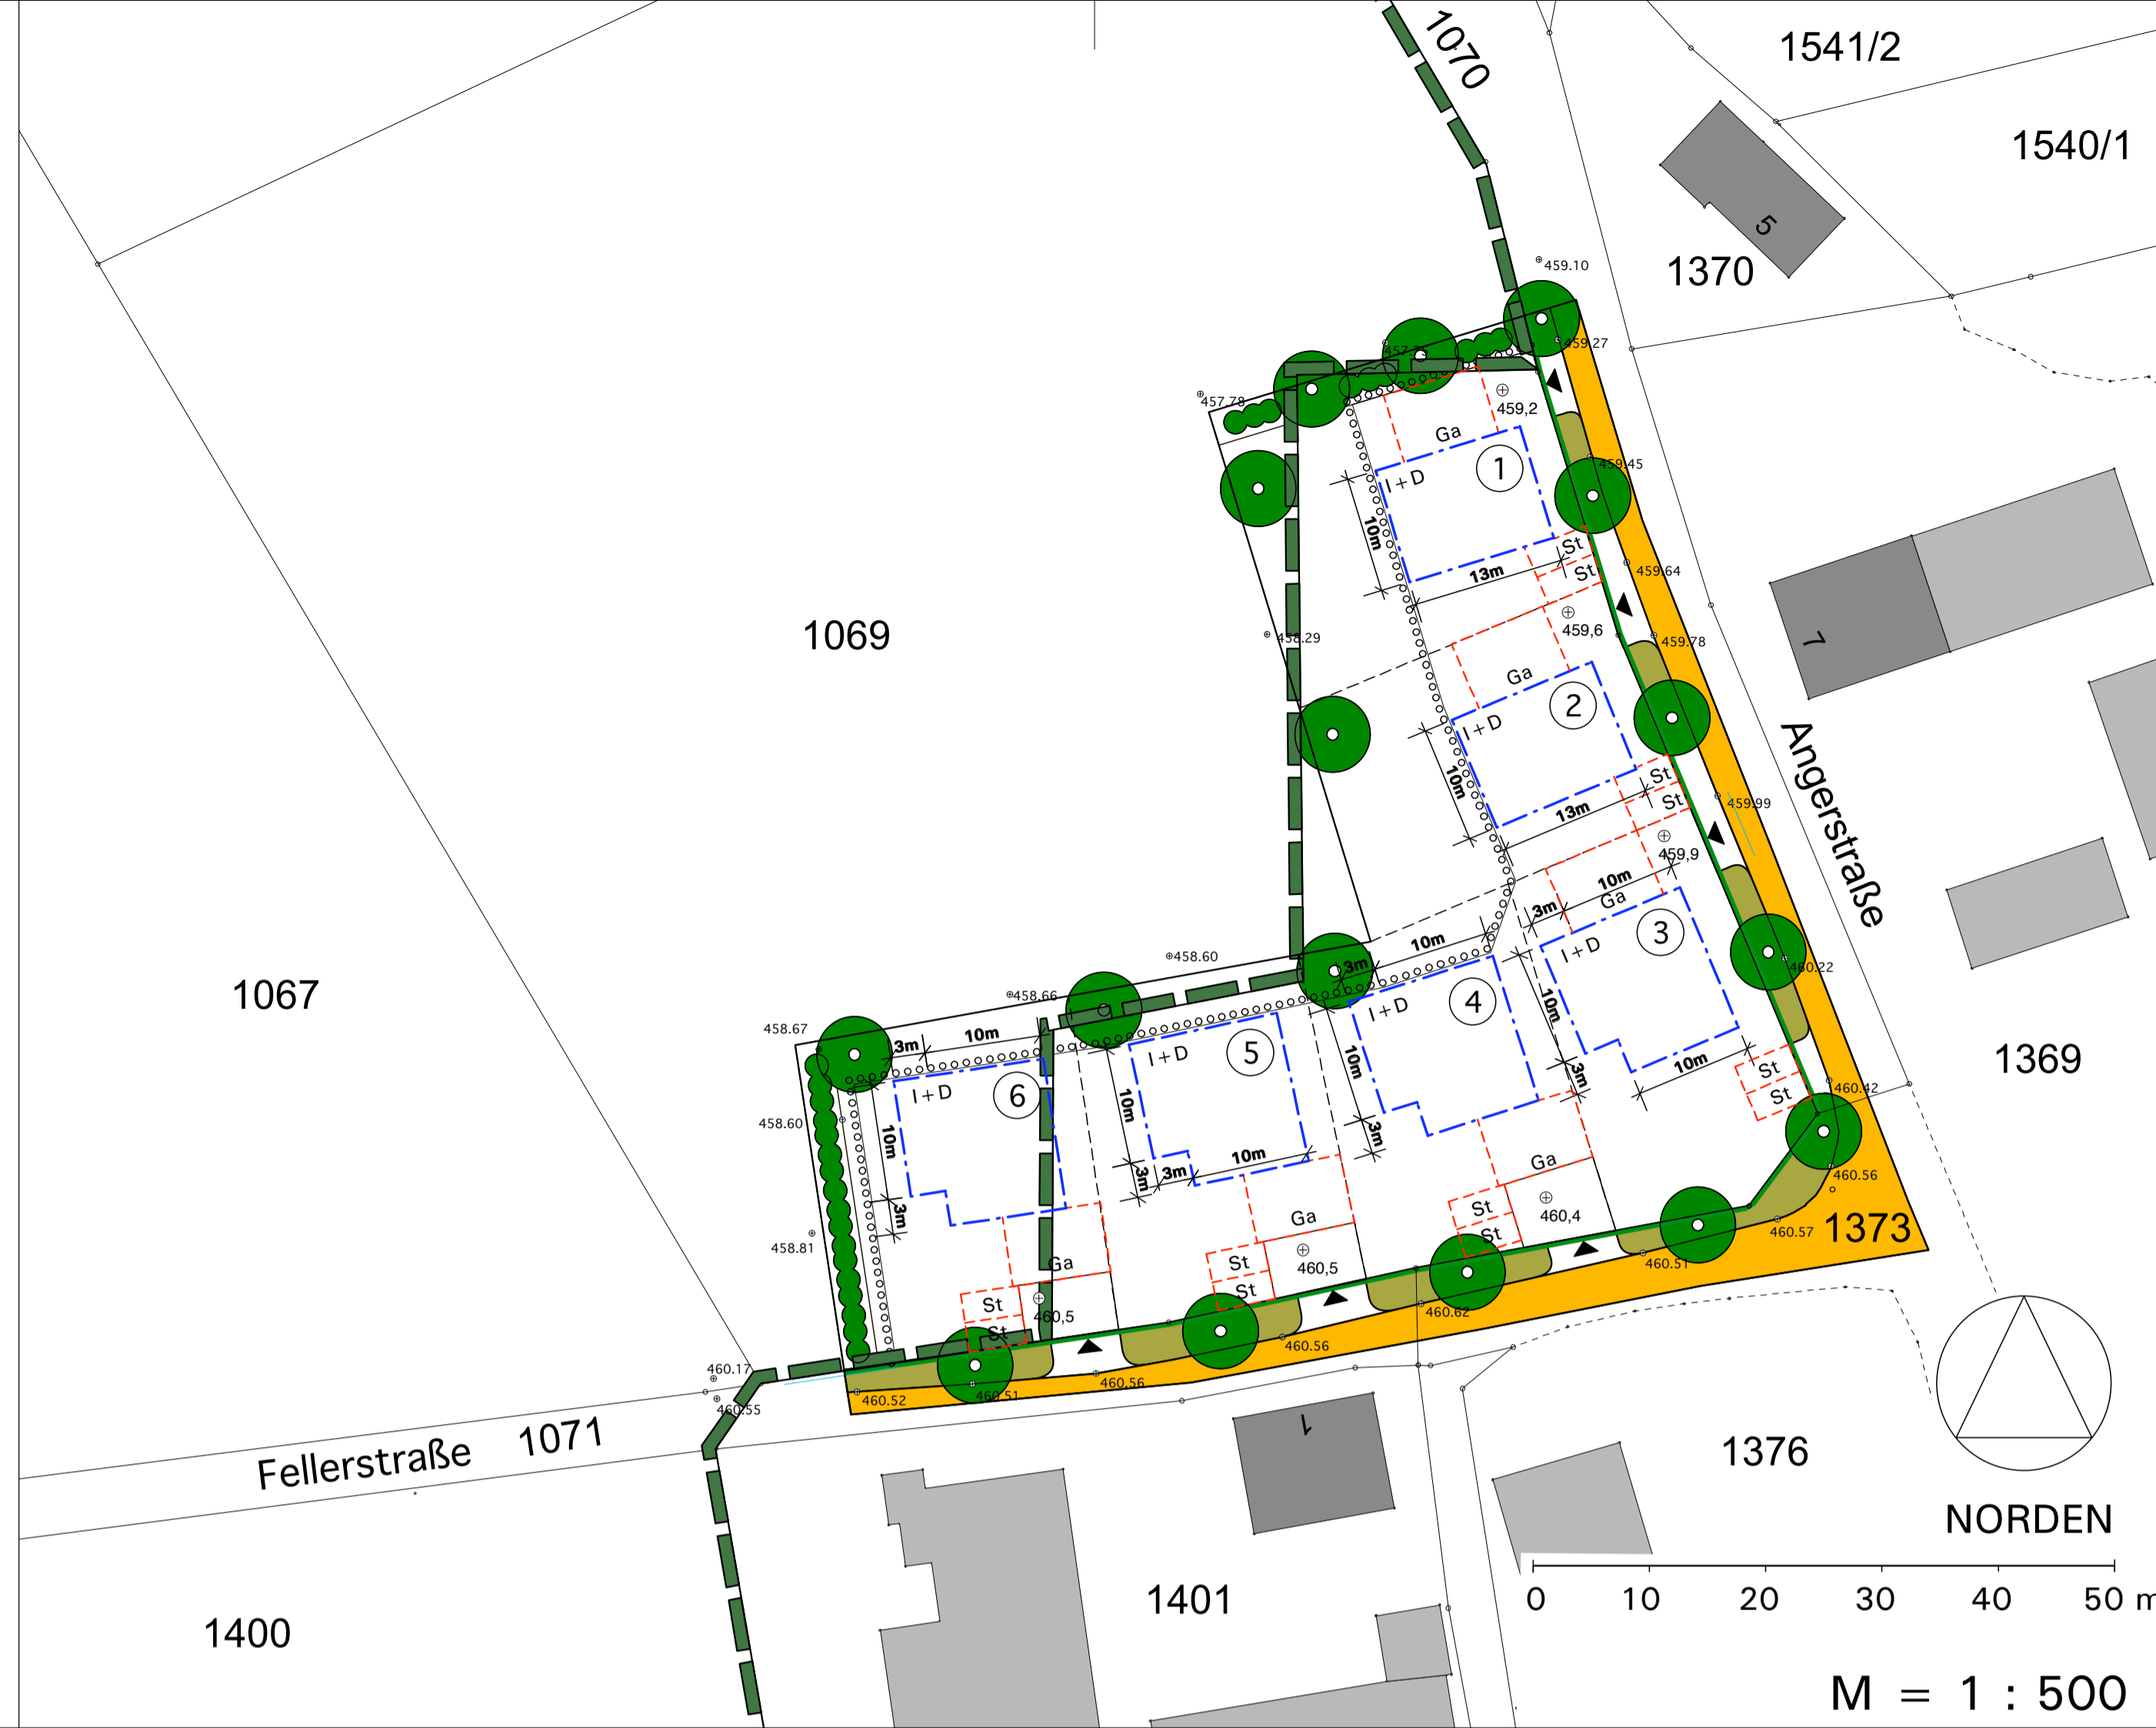 1070
1541/2
1540/1
5
1370
459.10
459.27
457.78
459,2
Ga
1
459.45
I+D
10m
St
13m
St
459.64
459,6
458.29
459.78
7
1069
Ga
2
I+D
10m
St
13m
St
459.99
Angerstraße
459,9
10m
Ga
3m
3
I+D
10m
458.60
3m
460.22
1067
458.66
4
I+D
10m
458.67
10m
3m
5
I+D
10m
10m
1369
6
I+D
St
3m
460.42
St
10m
458.60
10m
3m
10m
3m
3m
Ga
460.56
St
460,4
3m
Ga
St
1373
460.57
458.81
460,5
460.51
Ga
St
St
St
460,5
460.62
St
460.56
460.17
460.56
460.52
460.51
460.55
Fellerstraße 1071
1
1376
NORDEN
0 10 20 30 40 50 m
1401
1400
M = 1 : 500